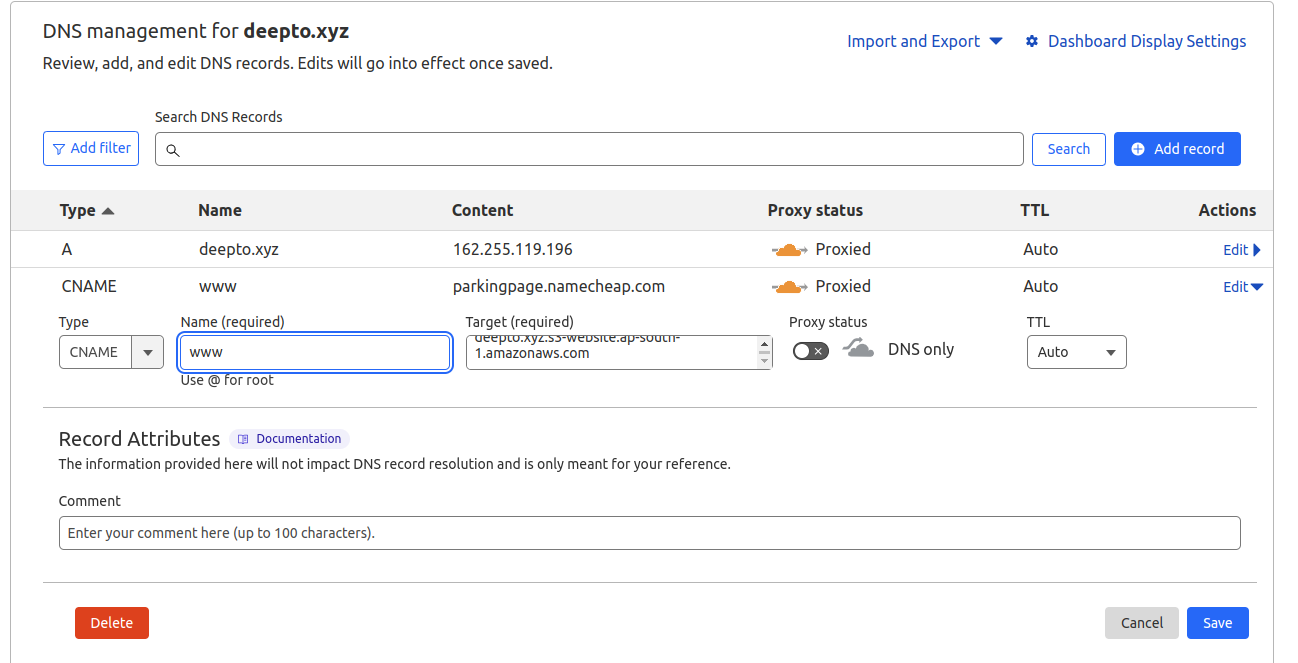 DNS management for deepto.xyz
Import and Export
Dashboard Display Settings
Review, add, and edit DNS records. Edits will go into effect once saved.
Search DNS Records
Add filter
Search
Add record
Type Name Content Proxy status TTL Actions
A deepto.xyz 162.255.119.196 Proxied Auto Edit
CNAME www parkingpage.namecheap.com Proxied Auto Edit
Type Name (required) Target (required) Proxy status TTL
CNAME www deepto.xyz.s3-website.ap-south-
1.amazonaws.com DNS only Auto
Use @ for root
Record Attributes Documentation
The information provided here will not impact DNS record resolution and is only meant for your reference.
Comment
Enter your comment here (up to 100 characters).
Delete Cancel Save